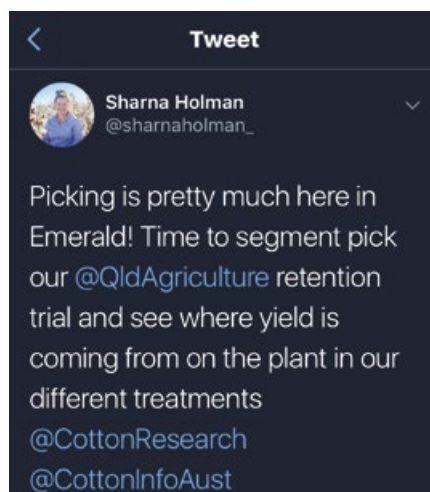 Tweet
Sharna Holman
@sharnaholman_
Picking is pretty much here in
Emerald! Time to segment pick
our @QldAgriculture retention
trial and see where yield is
coming from on the plant in our
different treatments
@CottonResearch
@CottonInfoAust